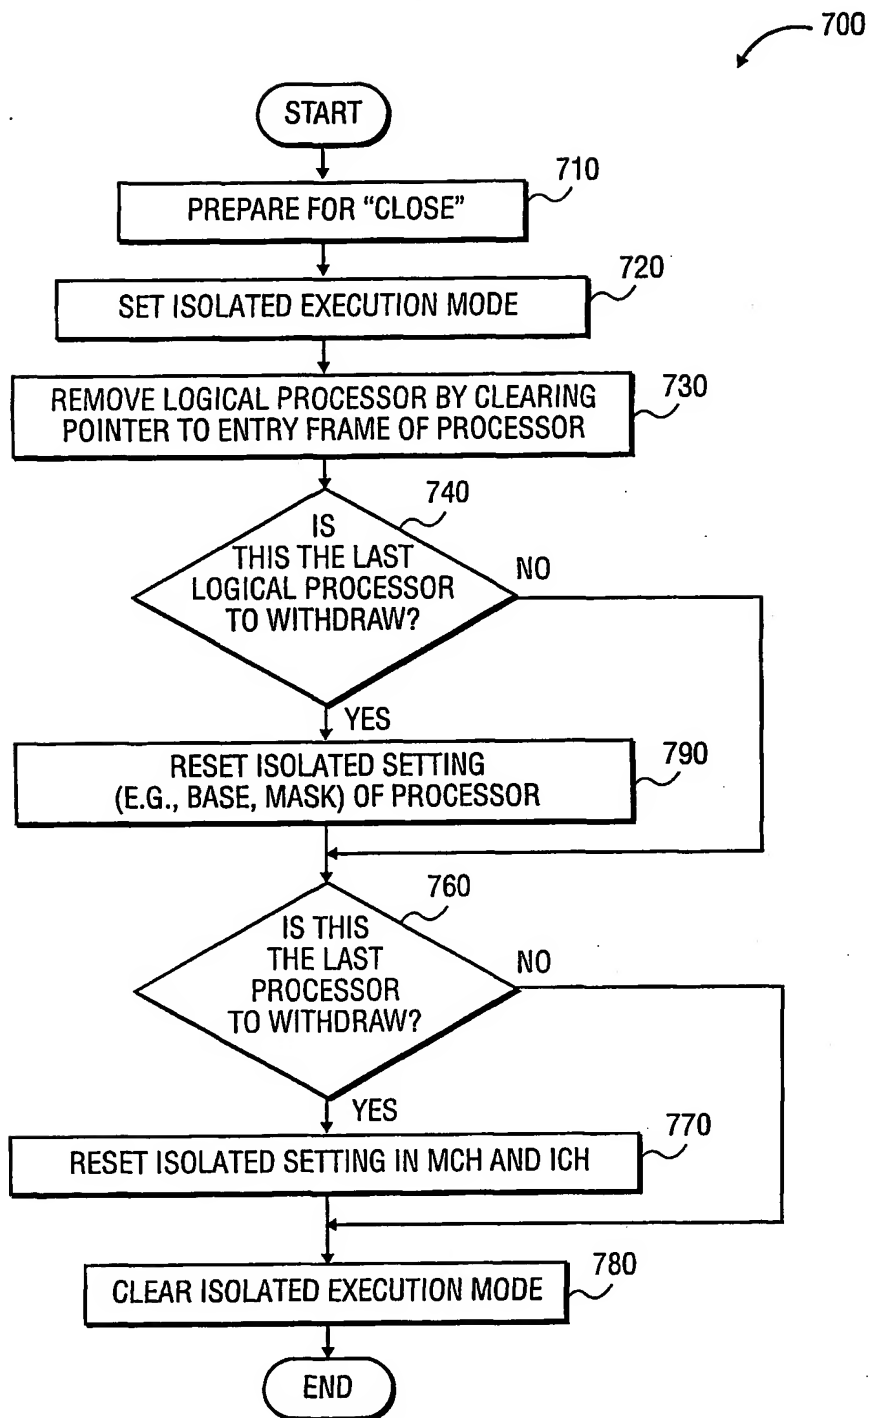 700
START
710
PREPARE FOR “CLOSE”
720
SET ISOLATED EXECUTION MODE
730
REMOVE LOGICAL PROCESSOR BY CLEARING
POINTER TO ENTRY FRAME OF PROCESSOR
740
IS
THIS THE LAST
LOGICAL PROCESSOR
TO WITHDRAW?
NO
YES
790
RESET ISOLATED SETTING
(E.G., BASE, MASK) OF PROCESSOR
760
IS THIS
THE LAST
PROCESSOR
TO WITHDRAW?
NO
YES
770
RESET ISOLATED SETTING IN MCH AND ICH
780
CLEAR ISOLATED EXECUTION MODE
END